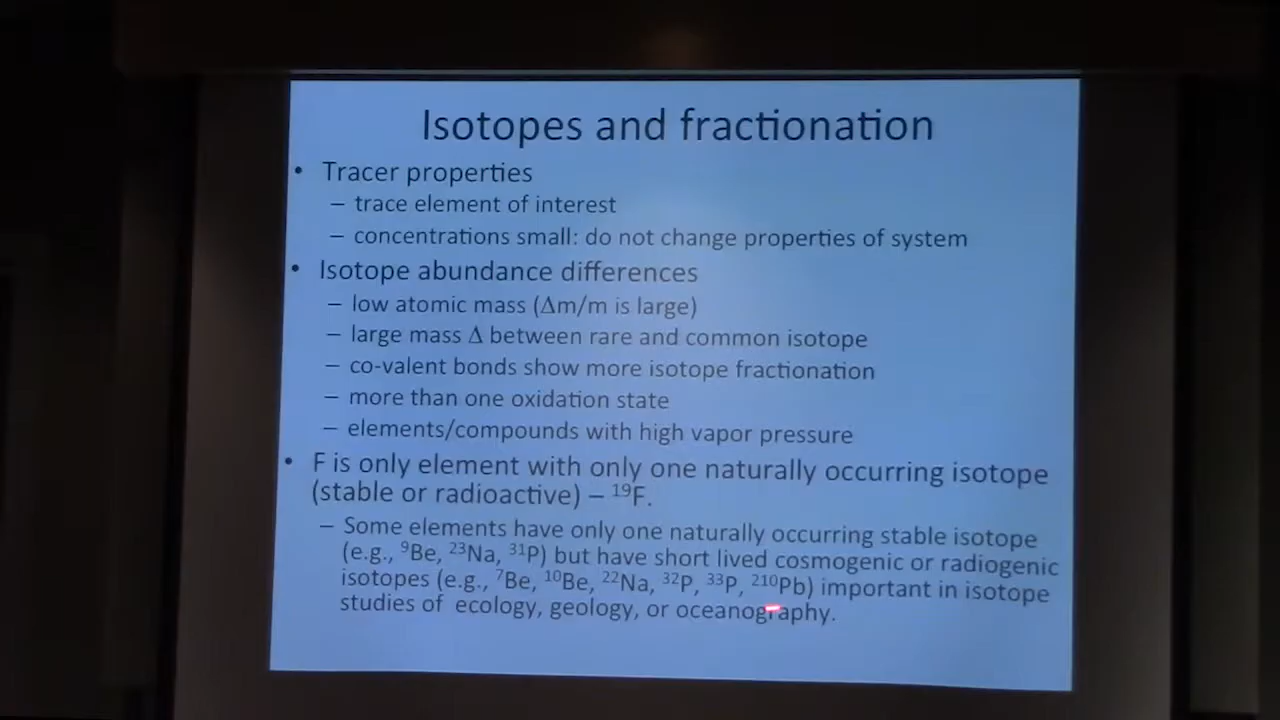 Isotopes and fractionation
• Tracer properties
– trace element of interest
– concentrations small: do not change properties of system
• Isotope abundance differences
– low atomic mass (Δm/m is large)
– large mass Δ between rare and common isotope
– co-valent bonds show more isotope fractionation
– more than one oxidation state
– elements/compounds with high vapor pressure
• F is only element with only one naturally occurring isotope
(stable or radioactive) – ¹⁹F.
– Some elements have only one naturally occurring stable isotope
(e.g., ⁹Be, ²³Na, ³¹P) but have short lived cosmogenic or radiogenic
isotopes (e.g., ⁷Be, ¹⁰Be, ²²Na, ³²P, ³³P, ²¹⁰Pb) important in isotope
studies of ecology, geology, or oceanography.